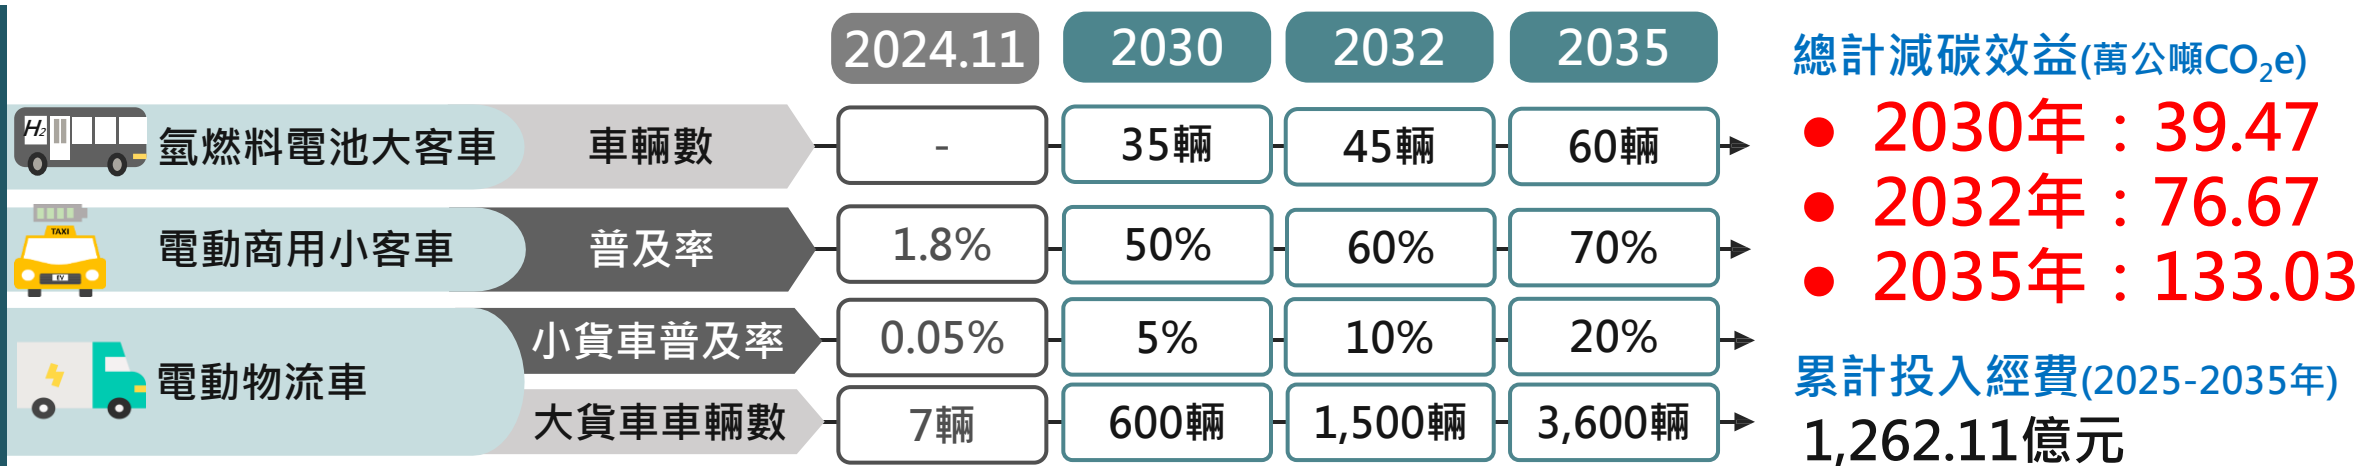 2024.11 2030 2032 2035
H2 氫燃料電池大客車 車輛數 - 35輛 45輛 60輛
TAXI EV 電動商用小客車 普及率 1.8% 50% 60% 70%
電動物流車
小貨車普及率 0.05% 5% 10% 20%
大貨車車輛數 7輛 600輛 1,500輛 3,600輛
總計減碳效益(萬公噸CO₂e)
● 2030年：39.47
● 2032年：76.67
● 2035年：133.03
累計投入經費(2025-2035年)
1,262.11億元